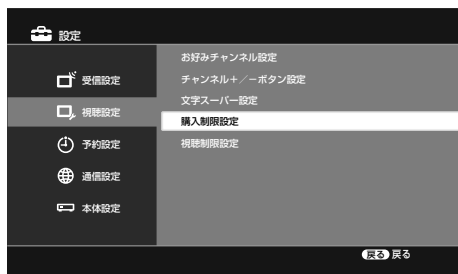 設定
受信設定
視聴設定
予約設定
通信設定
本体設定
お好みチャンネル設定
チャンネル+/-ボタン設定
文字スーパー設定
購入制限設定
視聴制限設定
戻る 戻る